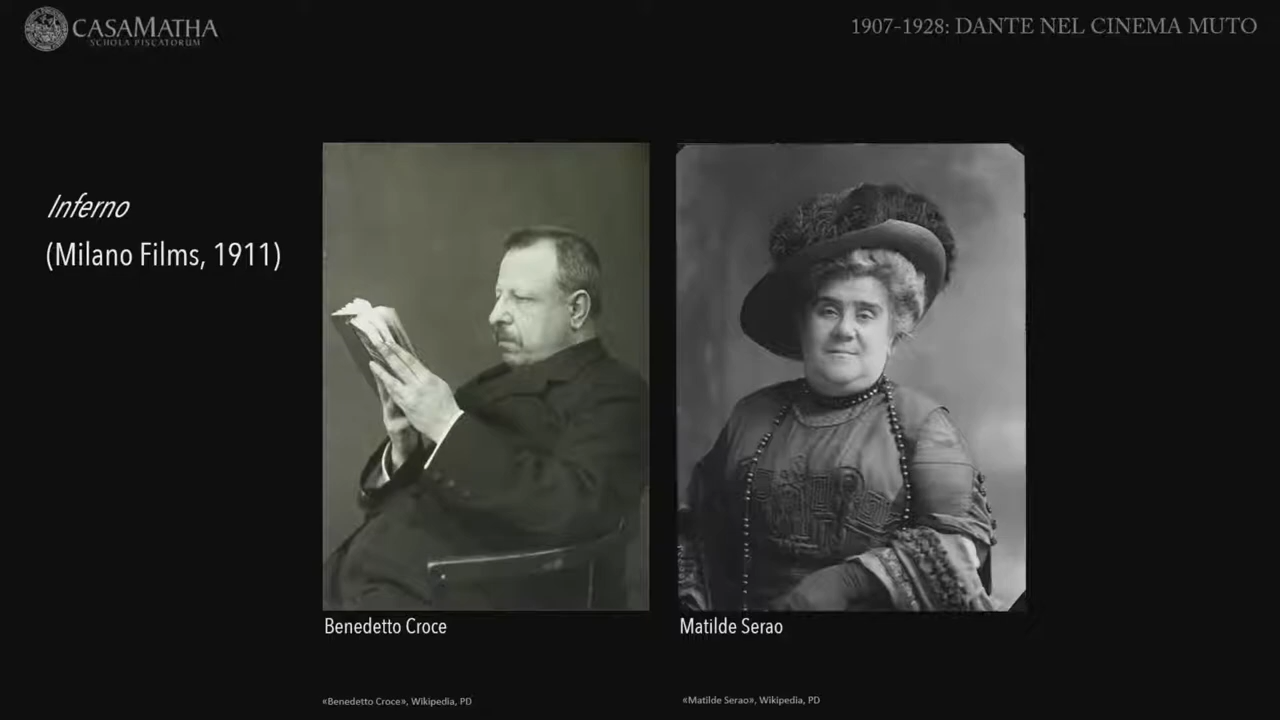 CASAMATHA
SCHOLA PISCATORUM
1907-1928: DANTE NEL CINEMA MUTO
Inferno
(Milano Films, 1911)
Benedetto Croce
Matilde Serao
«Benedetto Croce», Wikipedia, PD
«Matilde Serao», Wikipedia, PD